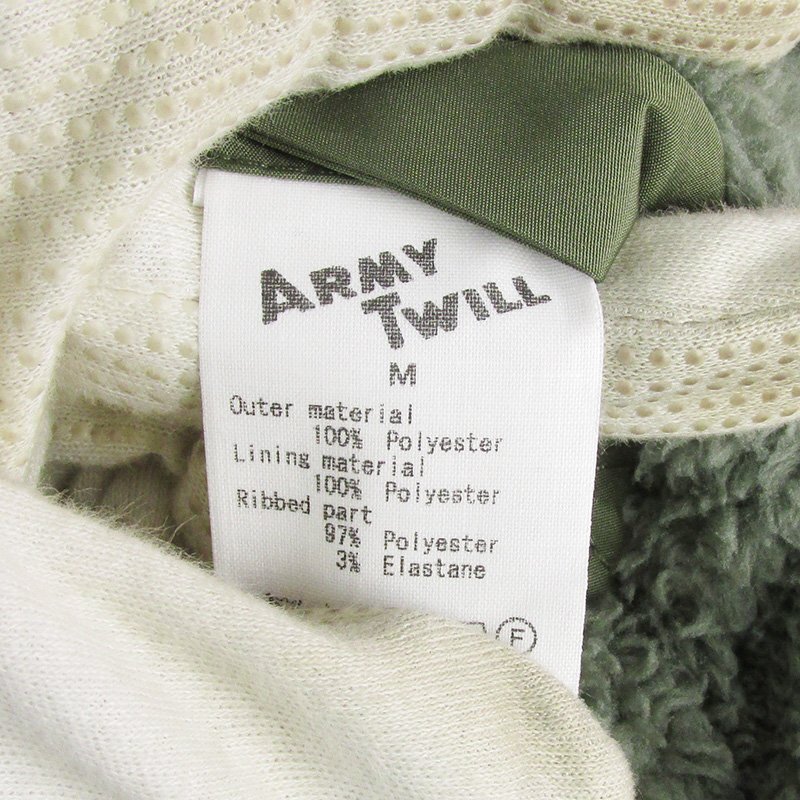 ARMY
TWILL
M
Outer material
100% Polyester
Lining material
100% Polyester
Ribbed part
97% Polyester
3% Elastane
F